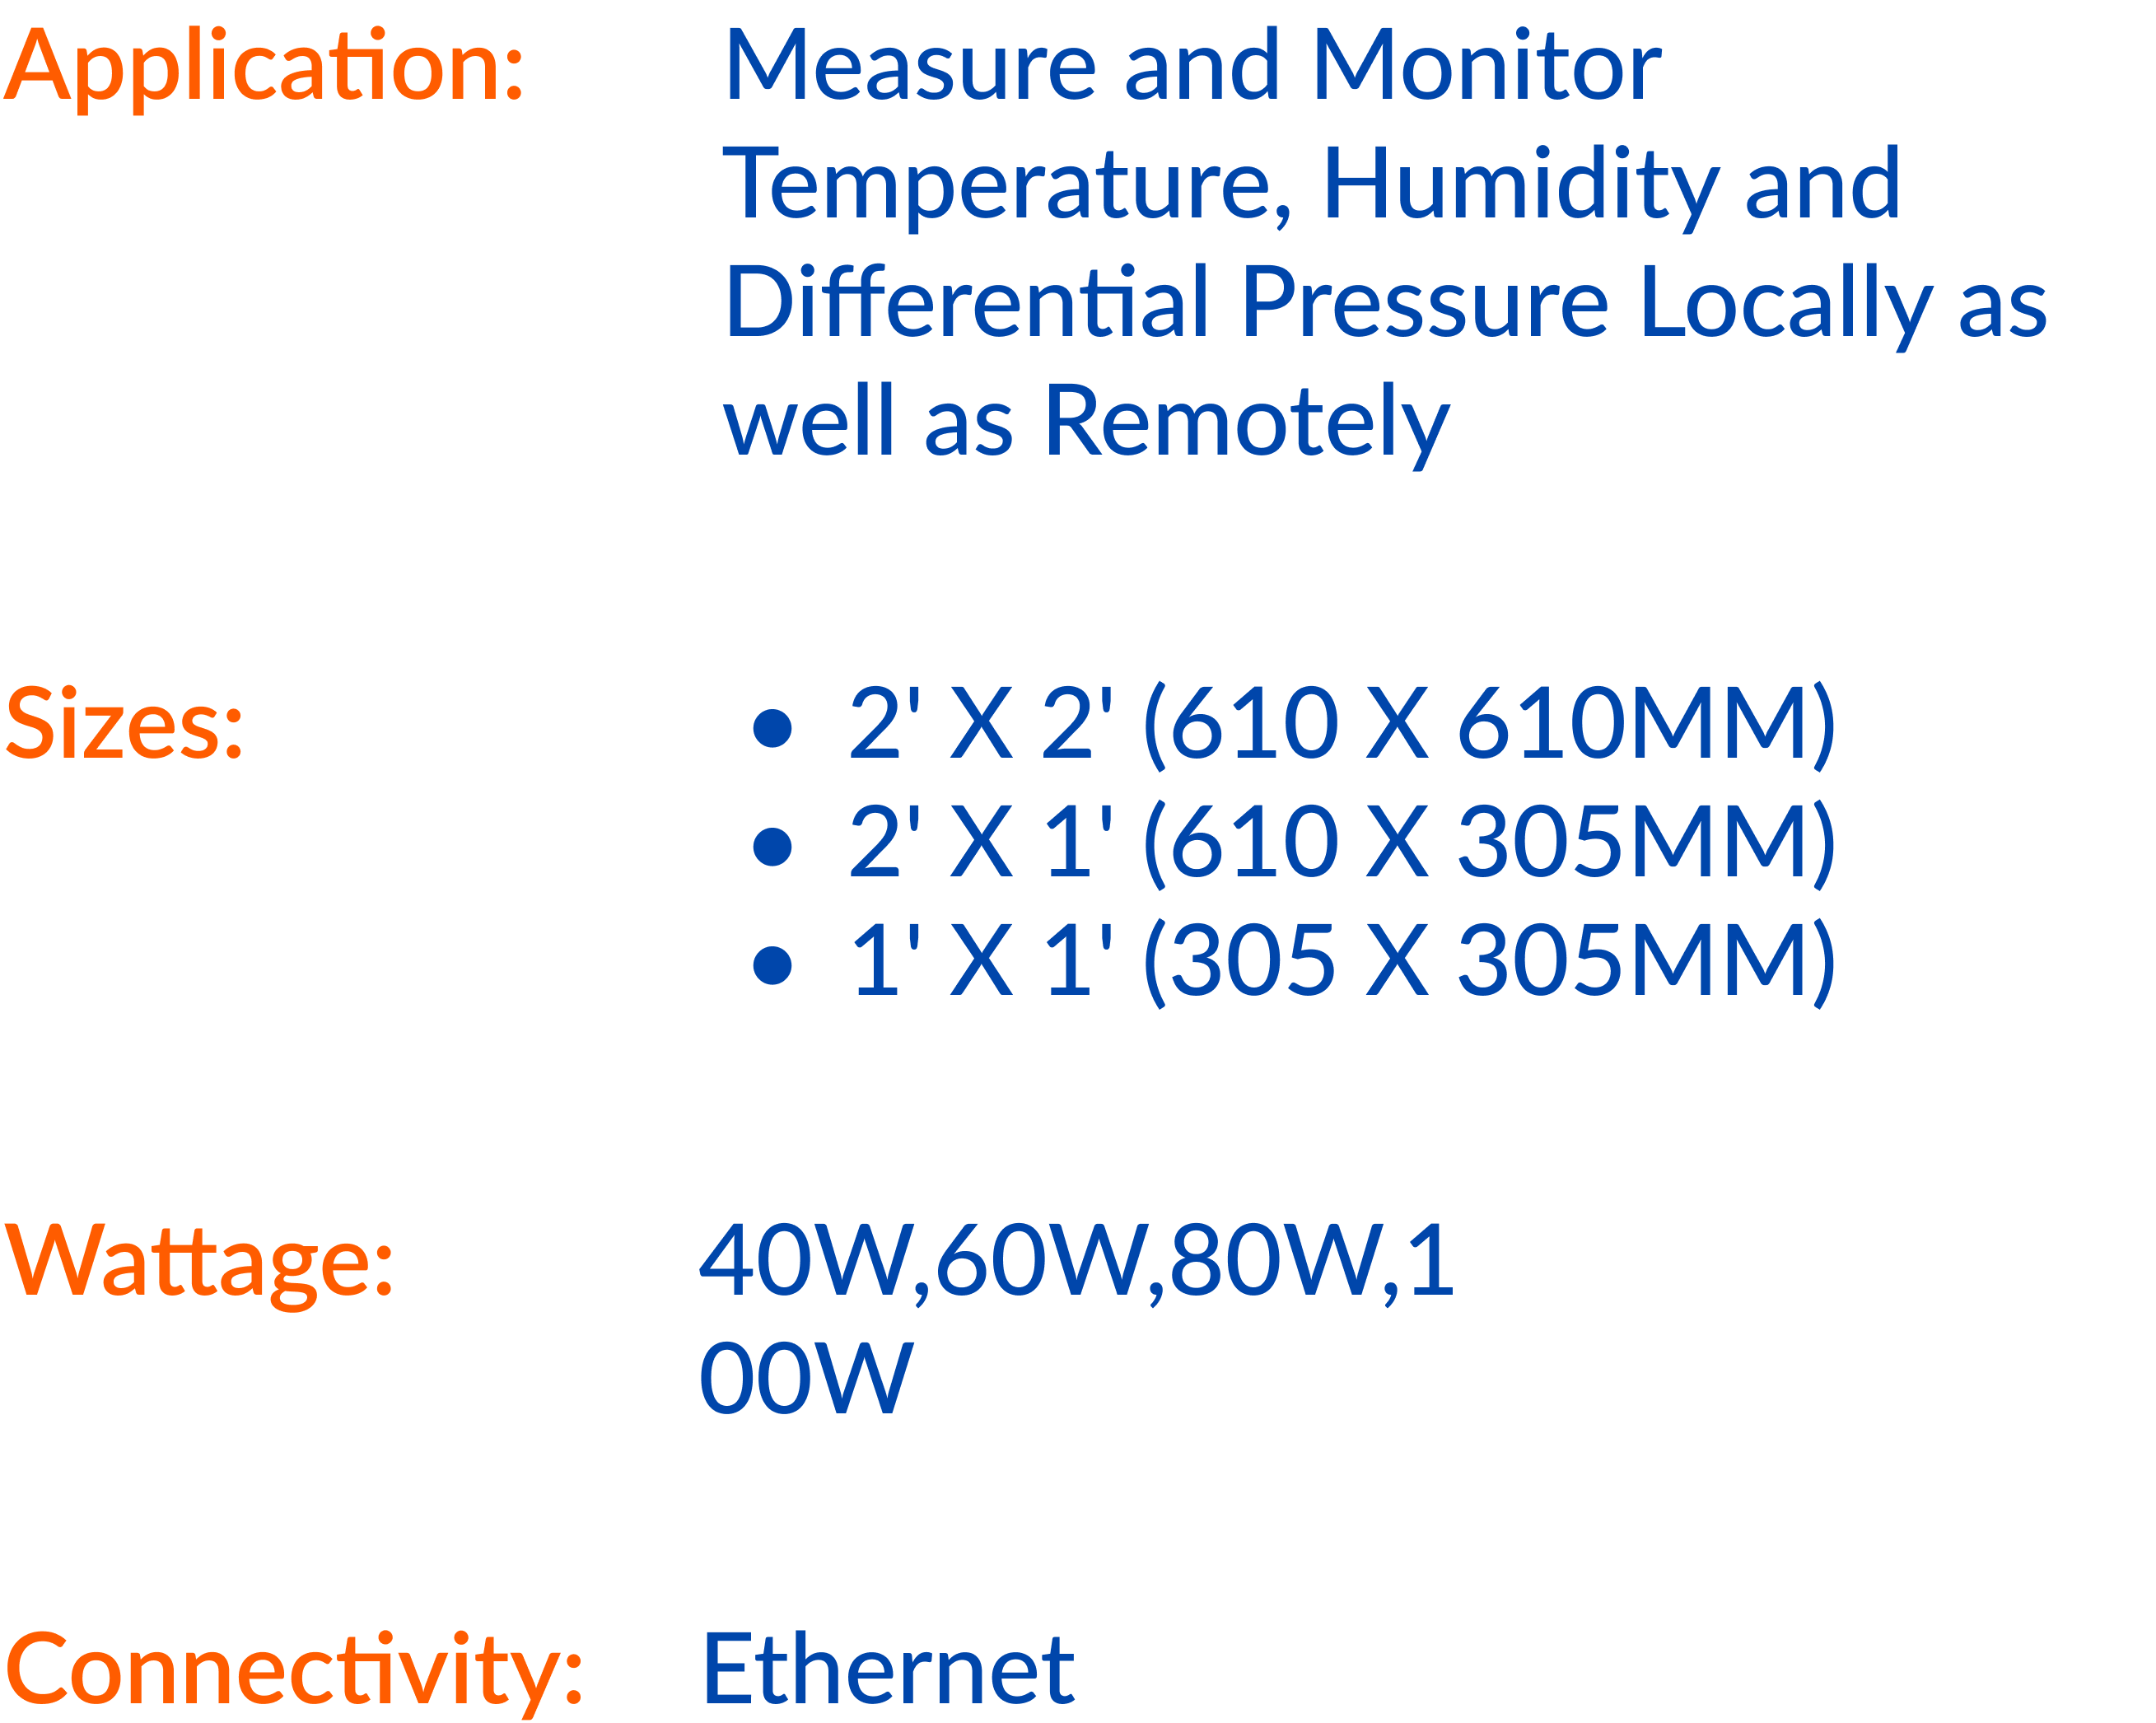 Application: Measure and Monitor
Temperature, Humidity and
Differential Pressure Locally as
well as Remotely
Sizes: • 2' X 2' (610 X 610MM)
• 2' X 1' (610 X 305MM)
• 1' X 1' (305 X 305MM)
Wattage: 40W,60W,80W,1
00W
Connectivity: Ethernet